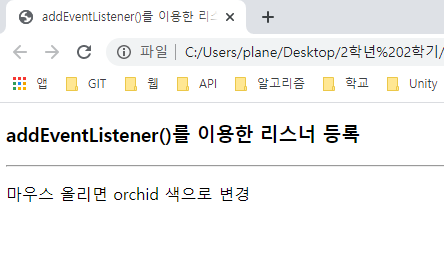 addEventListener()를 이용한 리스
파일 C:/Users/plane/Desktop/2학년%202학기/
앱 GIT 웹 API 알고리즘 학교 Unity
addEventListener()를 이용한 리스너 등록
마우스 올리면 orchid 색으로 변경